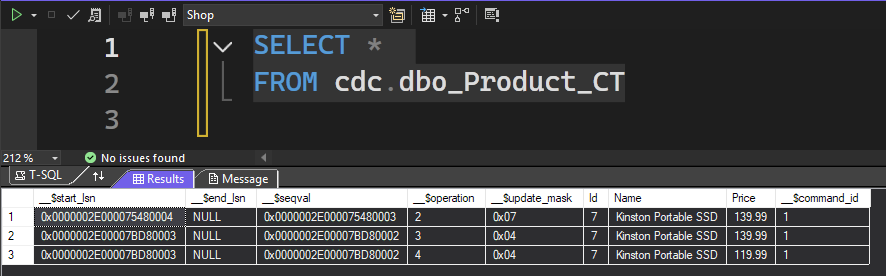 Shop
1 SELECT *
2 FROM cdc.dbo_Product_CT
3
212 % No issues found
T-SQL Results Message
__$start_lsn __$end_lsn __$seqval __$operation __$update_mask Id Name Price __$command_id
1 0x0000002E000075480004 NULL 0x0000002E000075480003 2 0x07 7 Kinston Portable SSD 139.99 1
2 0x0000002E00007BD80003 NULL 0x0000002E00007BD80002 3 0x04 7 Kinston Portable SSD 139.99 1
3 0x0000002E00007BD80003 NULL 0x0000002E00007BD80002 4 0x04 7 Kinston Portable SSD 119.99 1